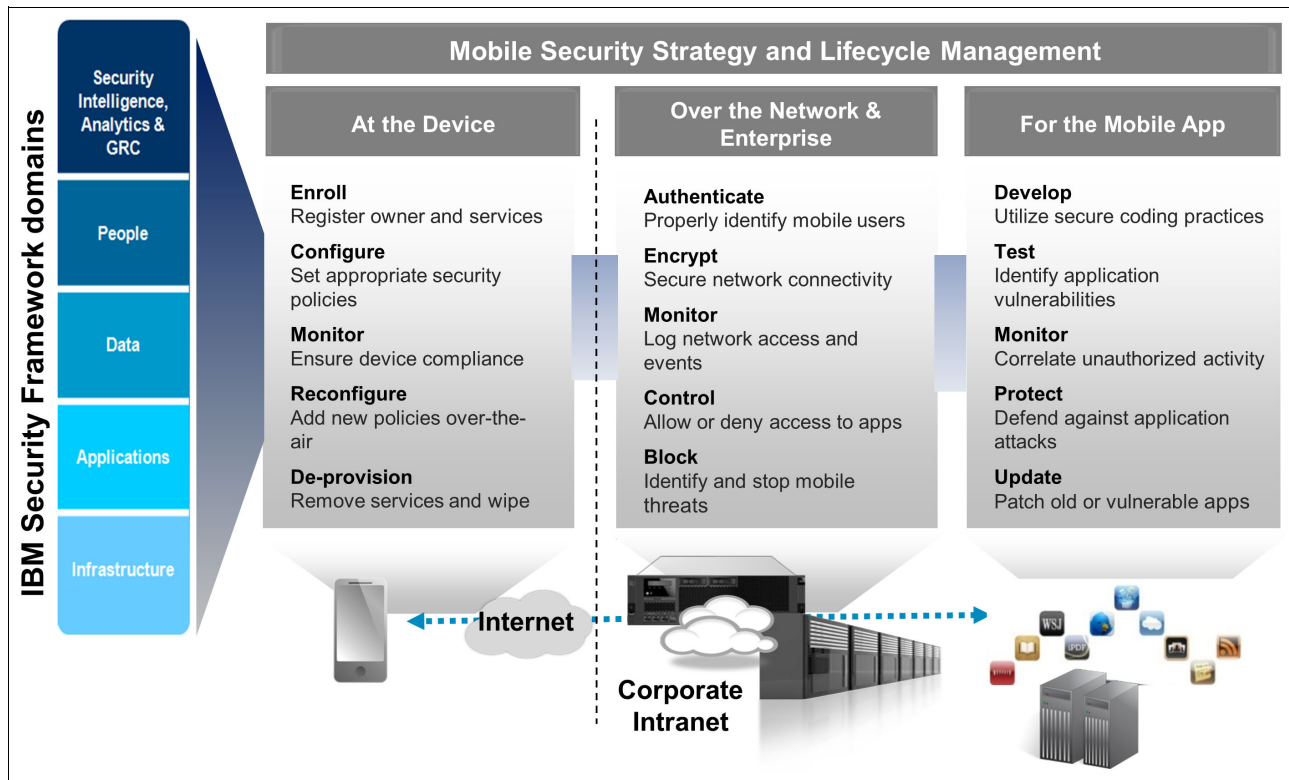 IBM Security Framework domains
Security
Intelligence,
Analytics &
GRC
People
Data
Applications
Infrastructure
Mobile Security Strategy and Lifecycle Management
At the Device
Enroll
Register owner and services
Configure
Set appropriate security
policies
Monitor
Ensure device compliance
Reconfigure
Add new policies over-the-
air
De-provision
Remove services and wipe
Over the Network &
Enterprise
Authenticate
Properly identify mobile users
Encrypt
Secure network connectivity
Monitor
Log network access and
events
Control
Allow or deny access to apps
Block
Identify and stop mobile
threats
For the Mobile App
Develop
Utilize secure coding practices
Test
Identify application
vulnerabilities
Monitor
Correlate unauthorized activity
Protect
Defend against application
attacks
Update
Patch old or vulnerable apps
Internet
Corporate
Intranet
WSJ
iPDF